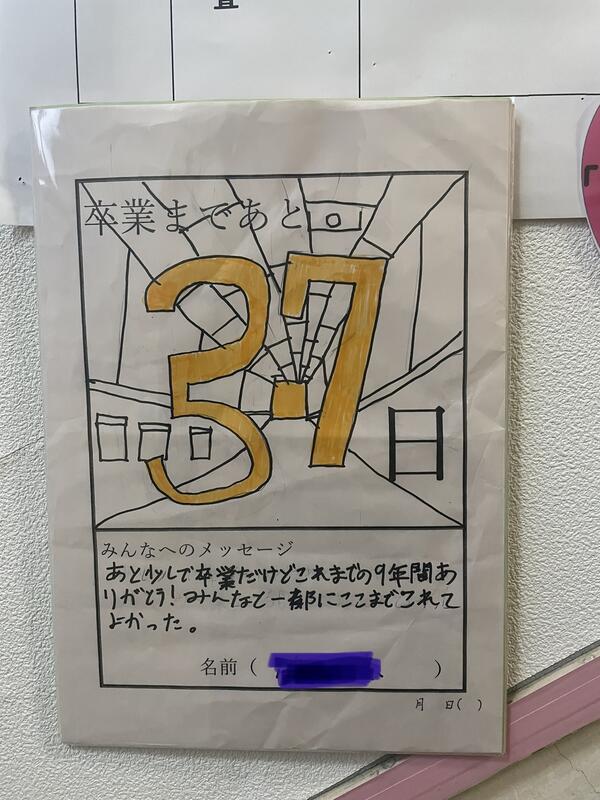 卒業まであと
37
日
みんなへのメッセージ
あと少しで卒業だけどこれまでの9年間あ
りがとう!みんなと一部にここまでこれて
よかった。
名前( )
月 日( )